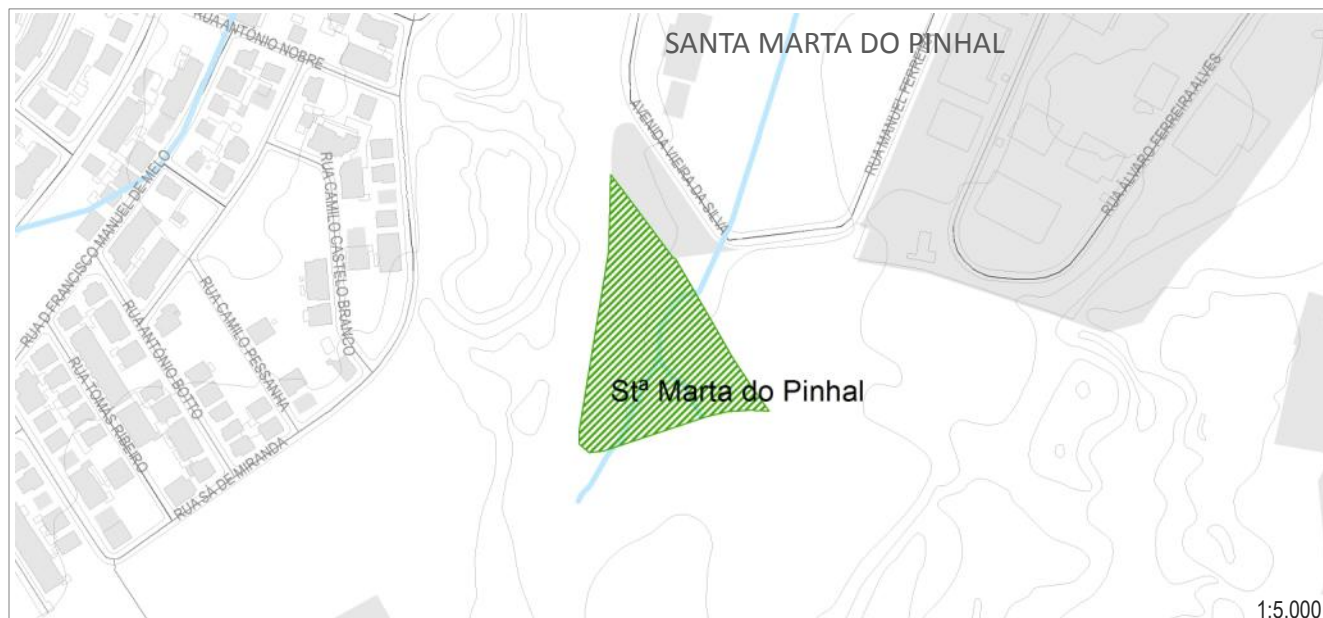 RUA ANTÓNIO NOBRE
SANTA MARTA DO PINHAL
AVENIDA VIEIRA DA SILVA
RUA MANUEL FERREIRA
RUA ALVARO FERREIRA ALVES
RUA D FRANCISCO MANUEL DE MELO
RUA CAMILO CASTELO BRANCO
RUA CAMILO PESSANHA
RUA ANTÓNIO BOTTO
RUA TOMAS RIBEIRO
RUA SÁ DE MIRANDA
Stª Marta do Pinhal
1:5.000